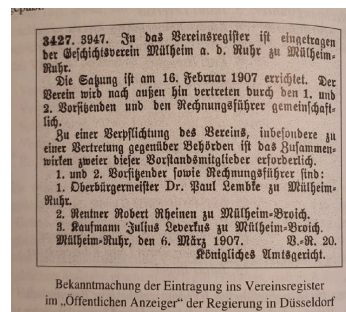 3427. 3947. In das Vereinsregister ist eingetragen
der Geschichtsverein Mülheim a. d. Ruhr zu Mülheim-
Ruhr.
Die Satzung ist am 16. Februar 1907 errichtet. Der
Verein wird nach außen hin vertreten durch den 1. und
2. Vorsitzenden und den Rechnungsführer gemeinschaft-
lich.
Zu einer Verpflichtung des Vereins, inbesondere zu
einer Vertretung gegenüber Behörden ist das Zusammen-
wirken zweier dieser Vorstandsmitglieder erforderlich.
1. und 2. Vorsitzender sowie Rechnungsführer sind:
1. Oberbürgermeister Dr. Paul Lembke zu Mülheim-
Ruhr.
2. Rentner Robert Rheinen zu Mülheim-Broich.
3. Kaufmann Julius Leverkus zu Mülheim-Broich.
Mülheim-Ruhr, den 6. März 1907. V.-R. 20.
Königliches Amtsgericht.
Bekanntmachung der Eintragung ins Vereinsregister
im „Öffentlichen Anzeiger“ der Regierung in Düsseldorf